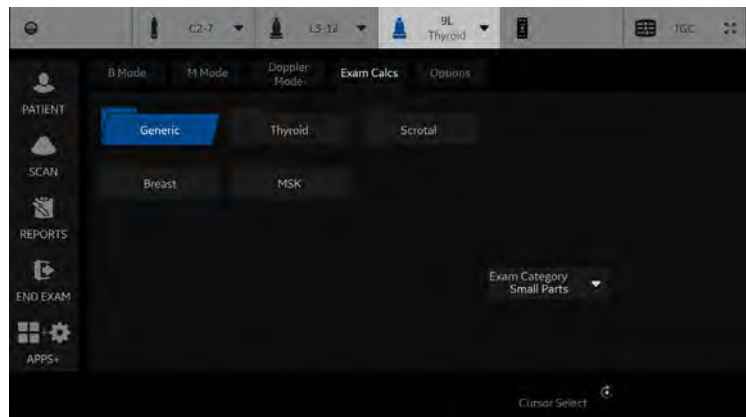 C2-7
L3-12
9L
Thyroid
TGC
B Mode
M Mode
Doppler
Mode
Exam Calcs
Options
PATIENT
SCAN
REPORTS
END EXAM
APPS+
Generic
Thyroid
Scrotal
Breast
MSK
Exam Category
Small Parts
Cursor Select